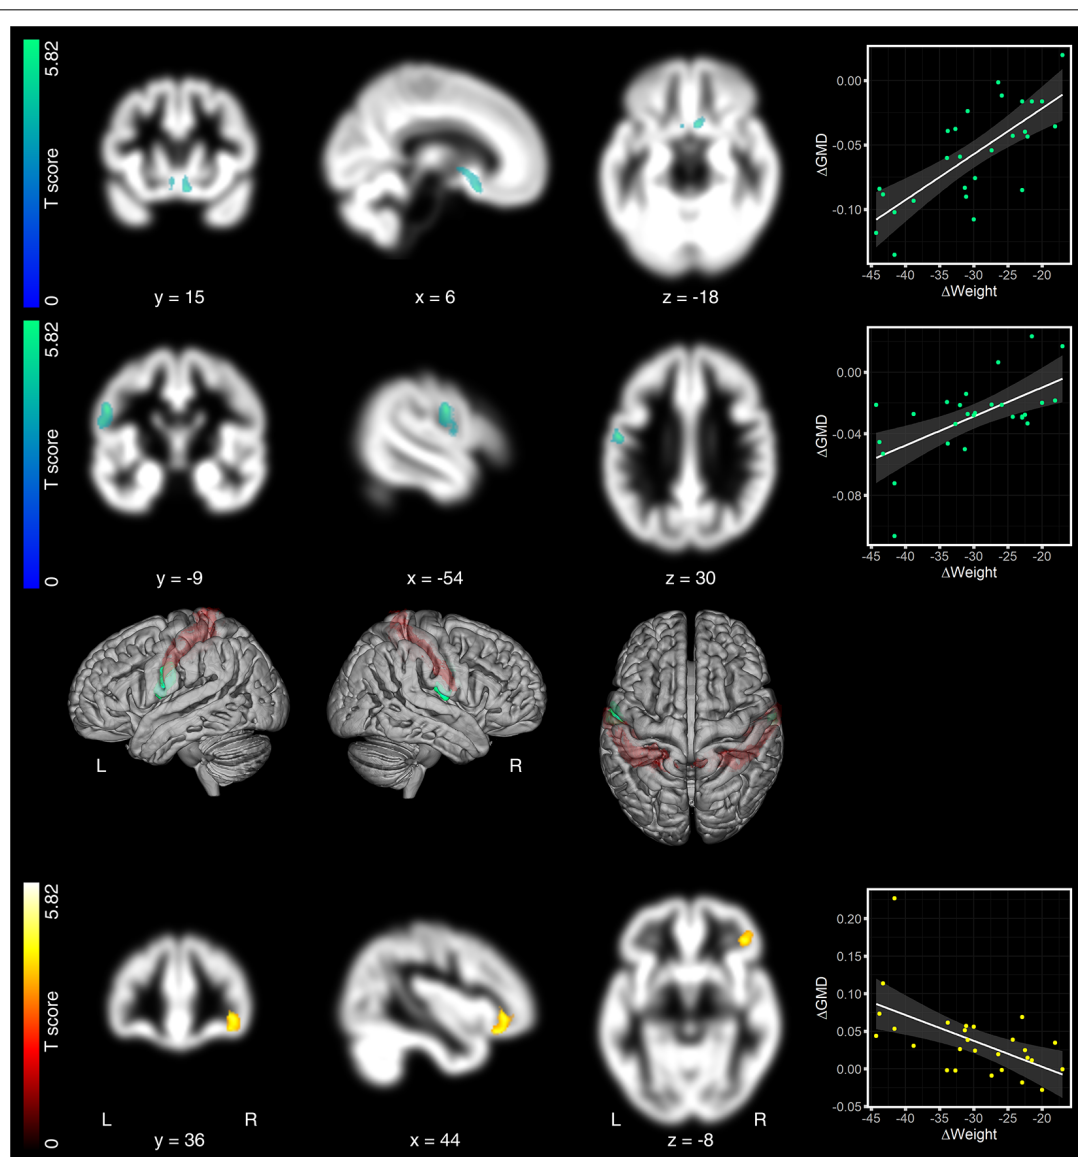 5.82
T score
0
y = 15
x = 6
z = -18
0.00
-0.05
-0.10
ΔGMD
-45 -40 -35 -30 -25 -20
ΔWeight
5.82
T score
0
y = -9
x = -54
z = 30
0.00
-0.04
-0.08
ΔGMD
-45 -40 -35 -30 -25 -20
ΔWeight
L
R
5.82
T score
0
L R
y = 36
x = 44
L R
z = -8
0.20
0.15
0.10
0.05
0.00
-0.05
ΔGMD
-45 -40 -35 -30 -25 -20
ΔWeight